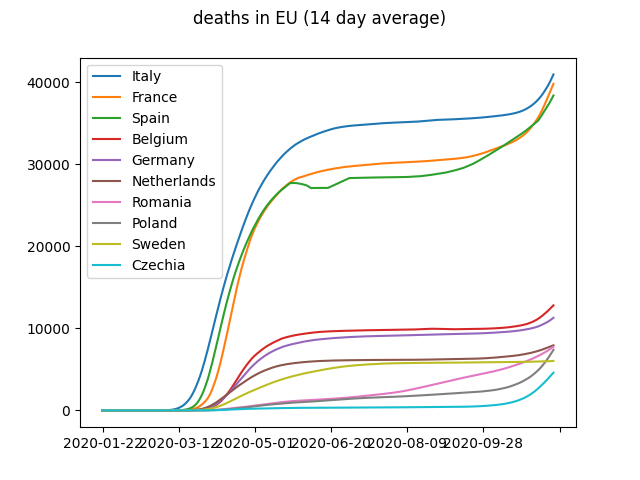 deaths in EU (14 day average)
40000
30000
20000
10000
0
Italy
France
Spain
Belgium
Germany
Netherlands
Romania
Poland
Sweden
Czechia
2020-01-22 2020-03-12 2020-05-01 2020-06-20 2020-08-09 2020-09-28